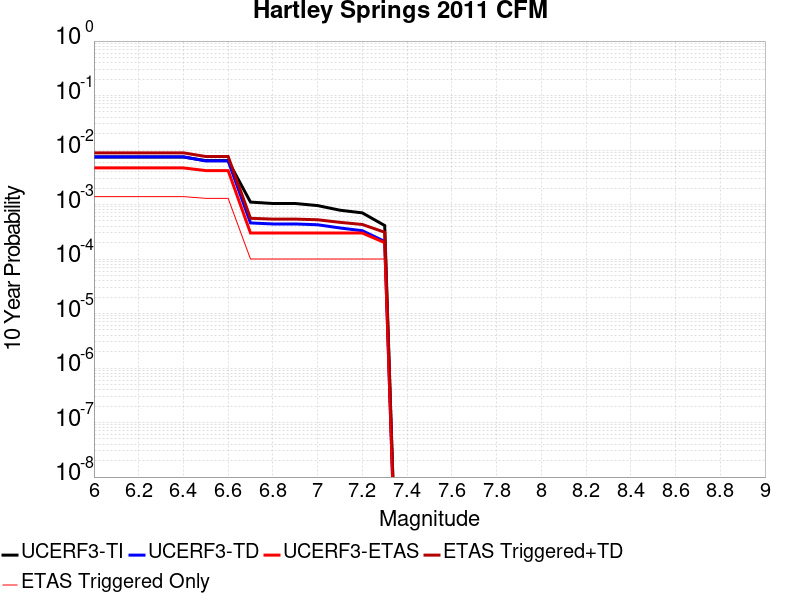 Hartley Springs 2011 CFM
10 0
10 -1
10 -2
10 -3
10 -4
10 -5
10 -6
10 -7
10 -8
10 Year Probability
6 6.2 6.4 6.6 6.8 7 7.2 7.4 7.6 7.8 8 8.2 8.4 8.6 8.8 9
Magnitude
UCERF3-TI UCERF3-TD UCERF3-ETAS ETAS Triggered+TD
ETAS Triggered Only